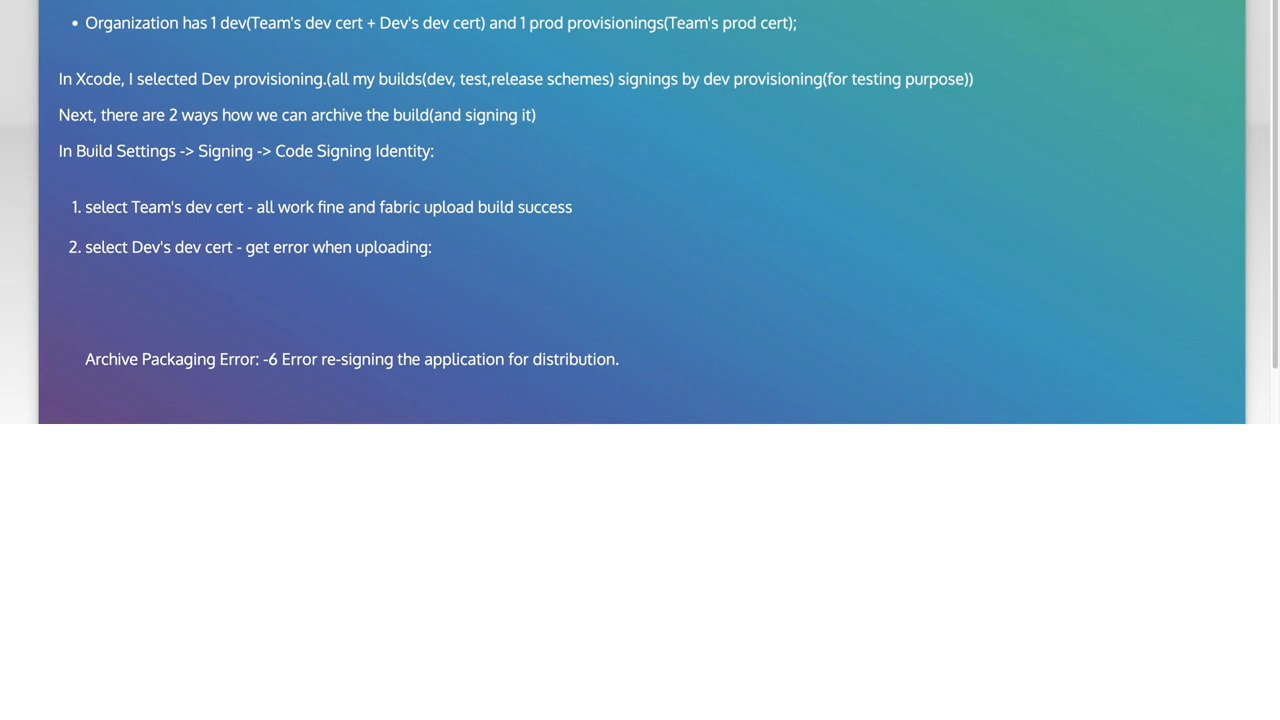 • Organization has 1 dev(Team's dev cert + Dev's dev cert) and 1 prod provisionings(Team's prod cert);
In Xcode, I selected Dev provisioning.(all my builds(dev, test,release schemes) signings by dev provisioning(for testing purpose))
Next, there are 2 ways how we can archive the build(and signing it)
In Build Settings -> Signing -> Code Signing Identity:
1. select Team's dev cert - all work fine and fabric upload build success
2. select Dev's dev cert - get error when uploading:
Archive Packaging Error: -6 Error re-signing the application for distribution.